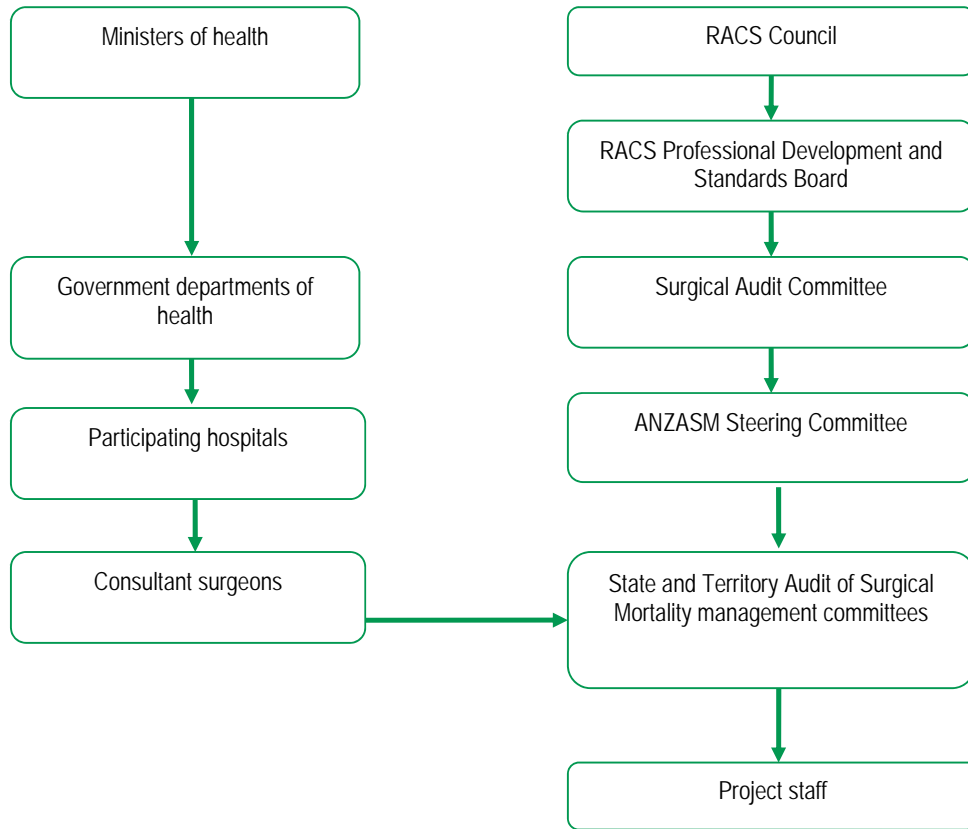 Ministers of health
Government departments of
health
Participating hospitals
Consultant surgeons
RACS Council
RACS Professional Development and
Standards Board
Surgical Audit Committee
ANZASM Steering Committee
State and Territory Audit of Surgical
Mortality management committees
Project staff